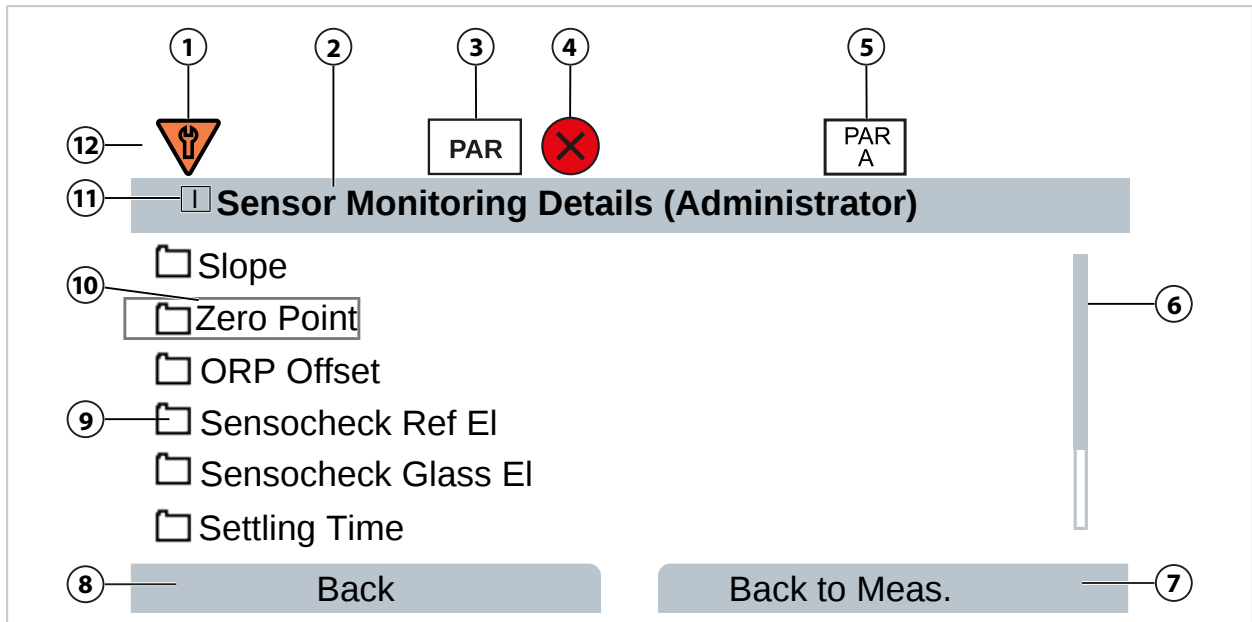 1 2 3 4 5
12 PAR PAR
A
11 I Sensor Monitoring Details (Administrator)
Slope
10 Zero Point 6
ORP Offset
9 Sensocheck Ref El
Sensocheck Glass El
Settling Time
8 Back Back to Meas. 7